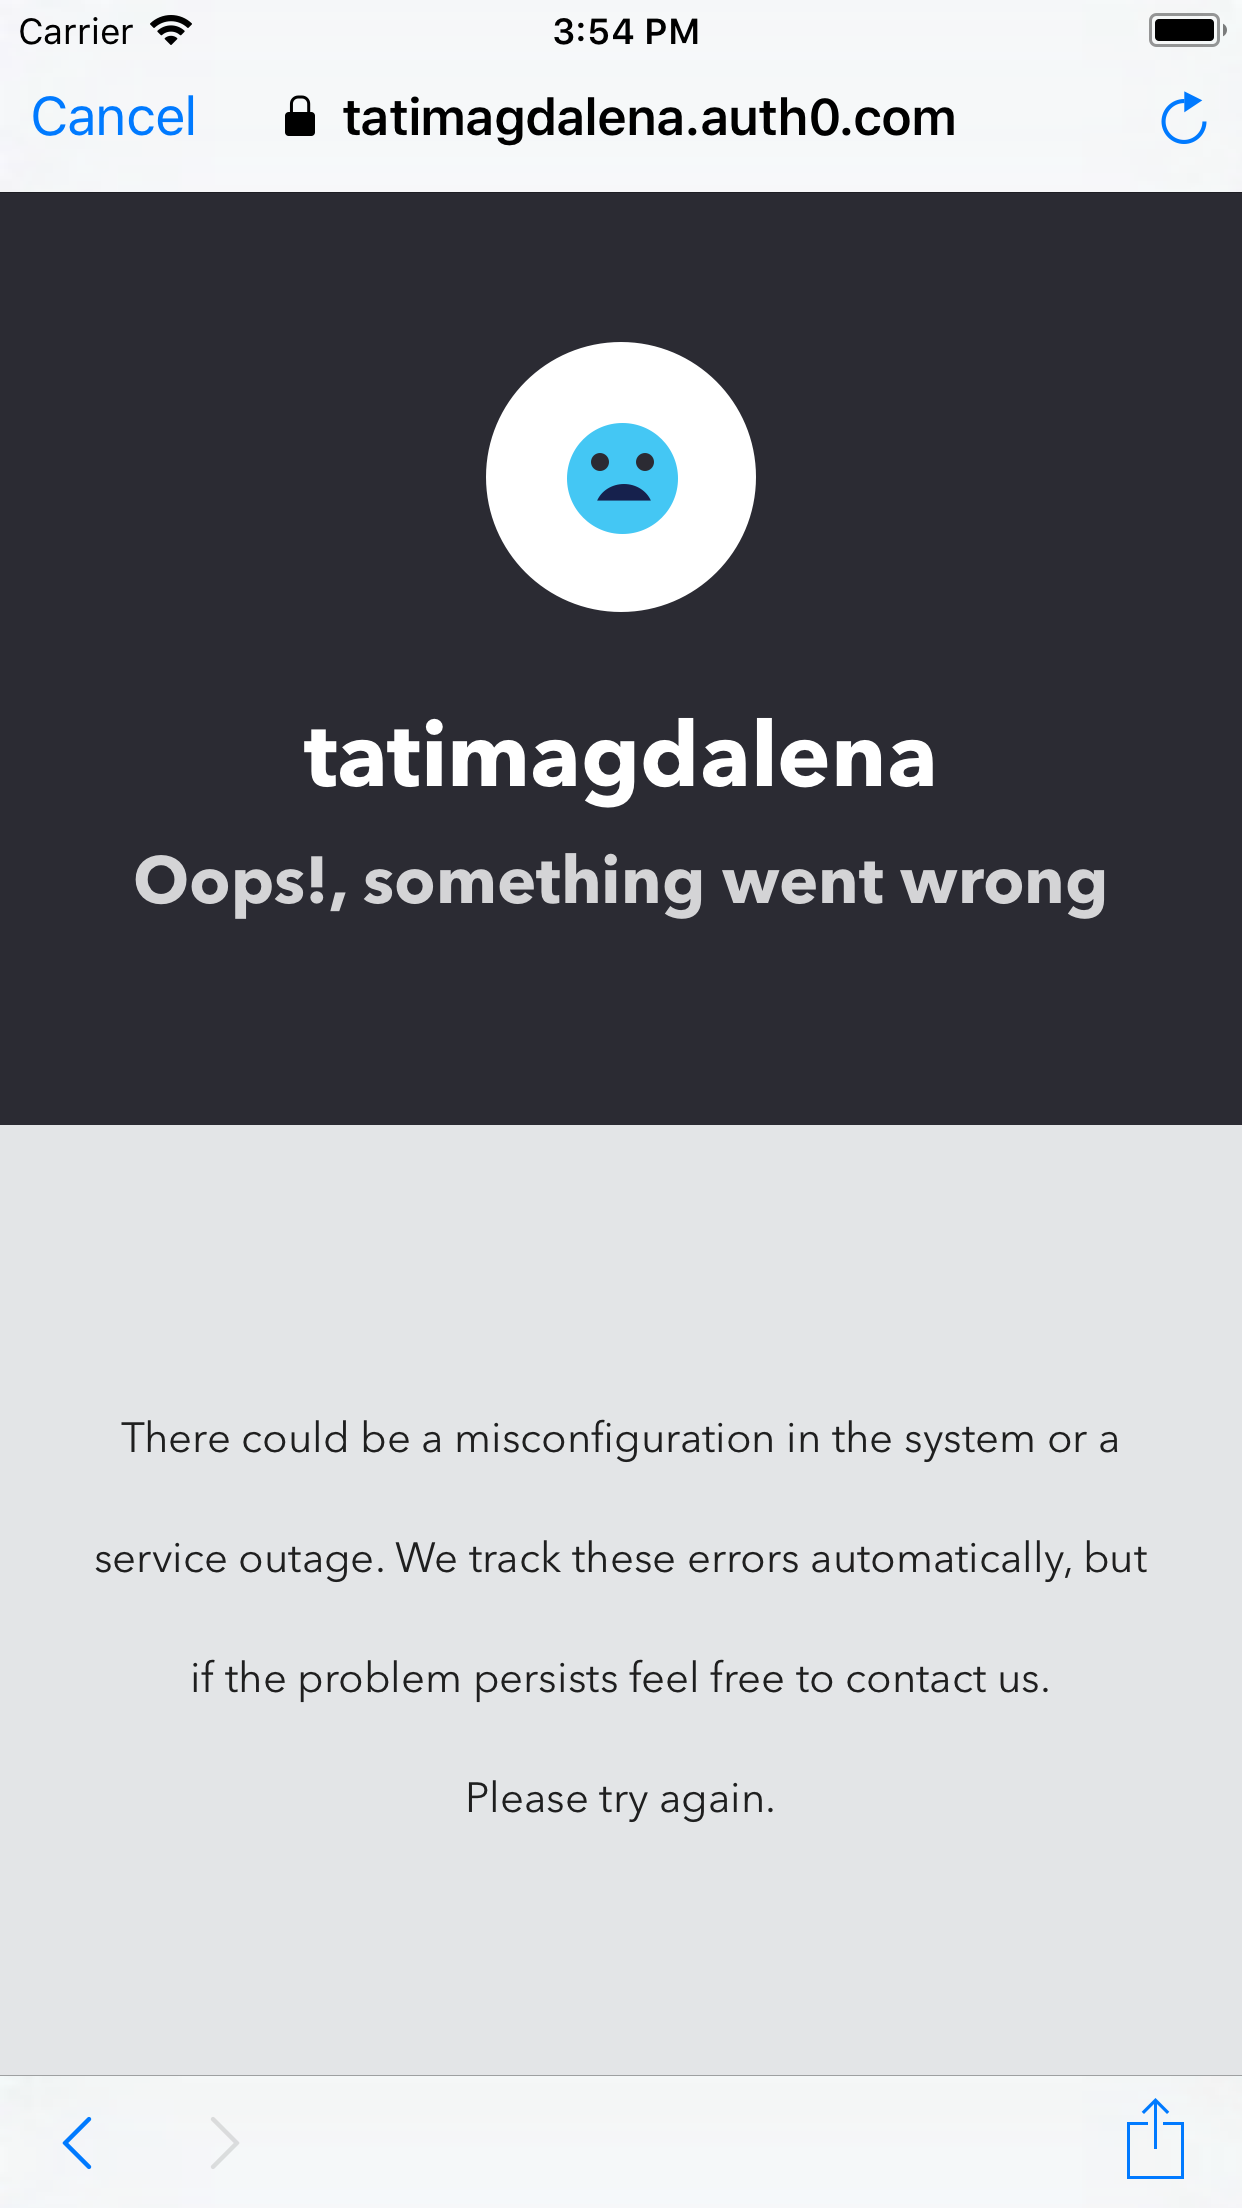 Carrier
3:54 PM
Cancel
tatimagdalena.auth0.com
tatimagdalena
Oops!, something went wrong
There could be a misconfiguration in the system or a
service outage. We track these errors automatically, but
if the problem persists feel free to contact us.
Please try again.